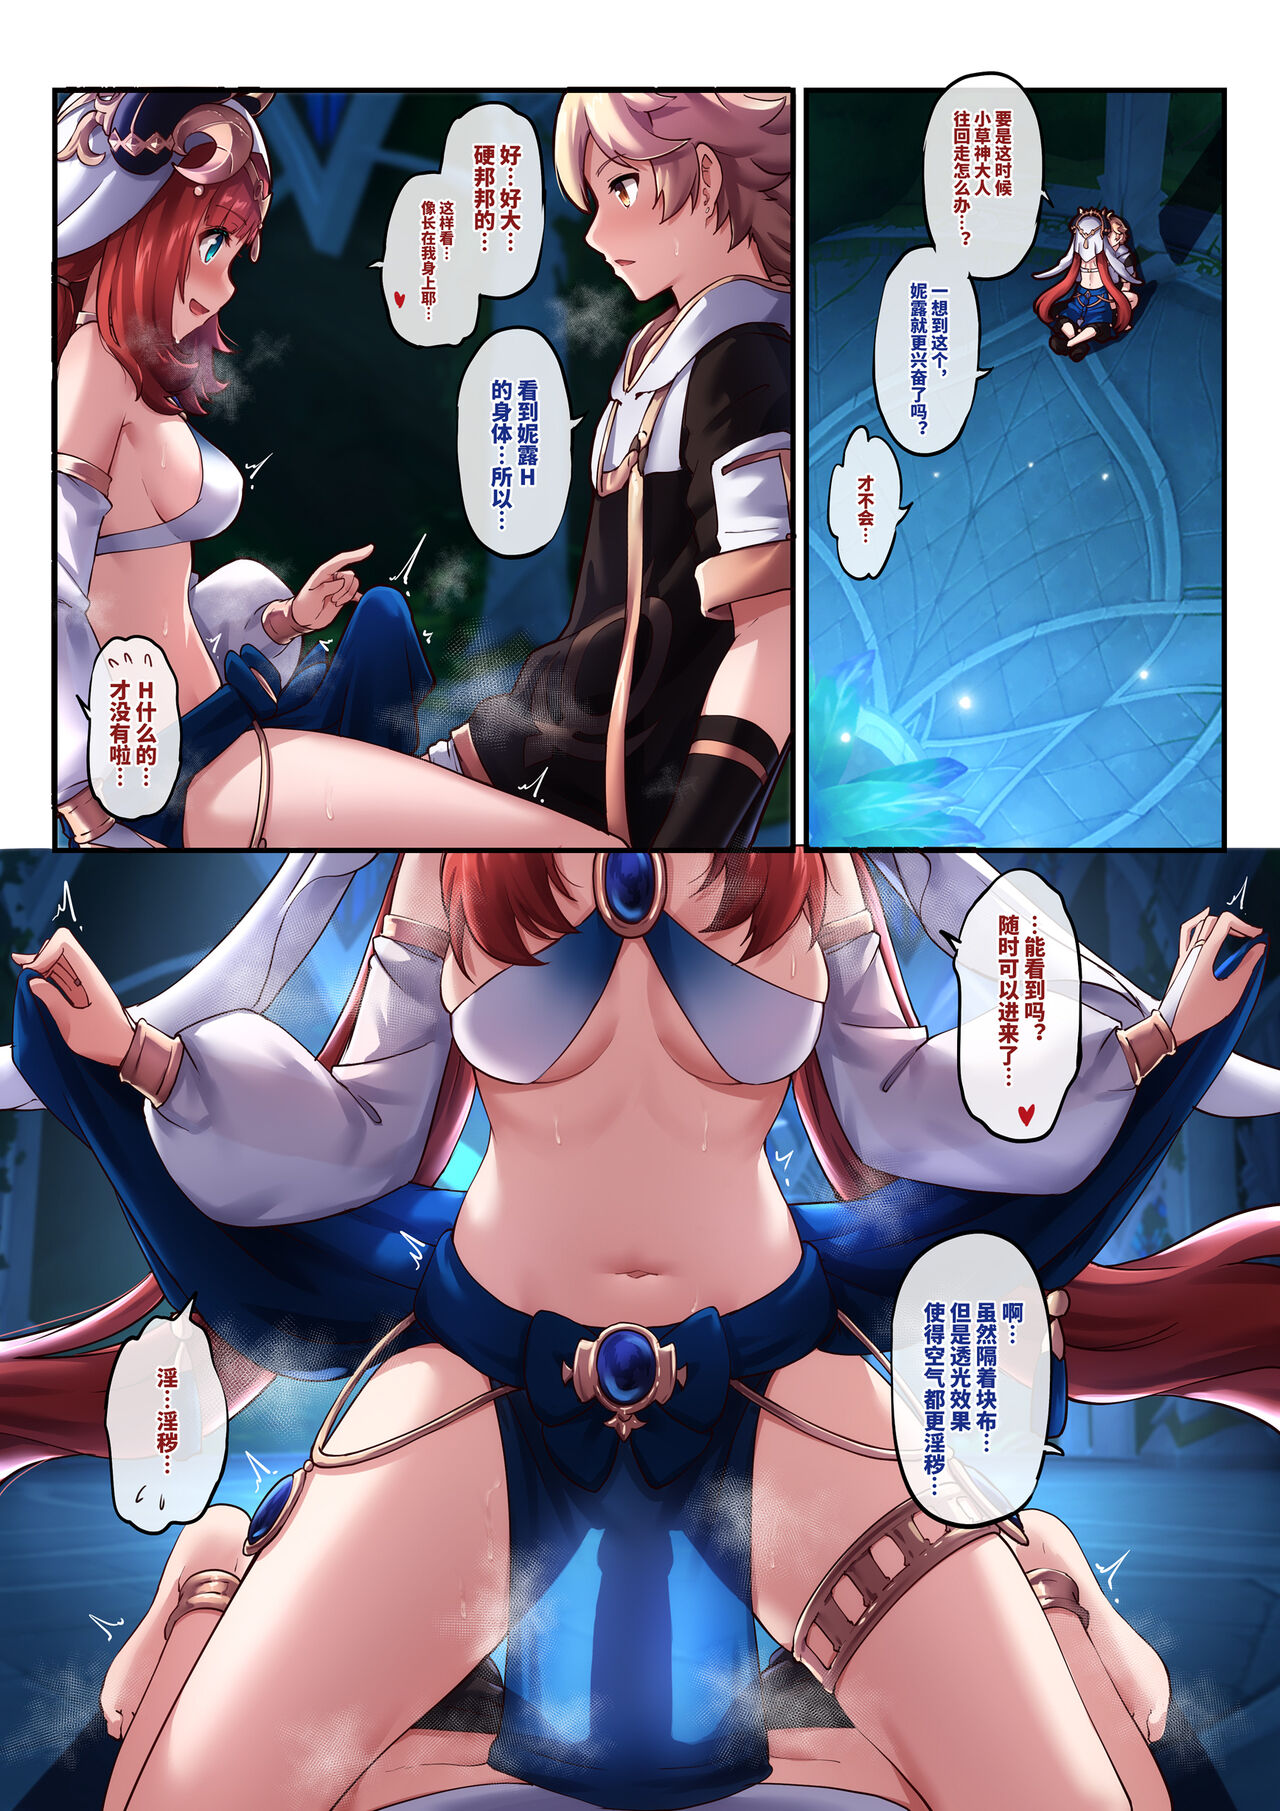 要是这时候
小草神大人
往回走怎么办…?
一想到这个，
妮露就更兴奋了吗？
才不会…
好…好大…
硬邦邦的…
这样看…
像长在我身上耶…
看到妮露H
的身体…所以…
H什么的…
才没有啦…
…能看到吗？
随时可以进来了…
啊…
虽然隔着块布…
但是透光效果
使得空气都更淫秽…
淫…淫秽…